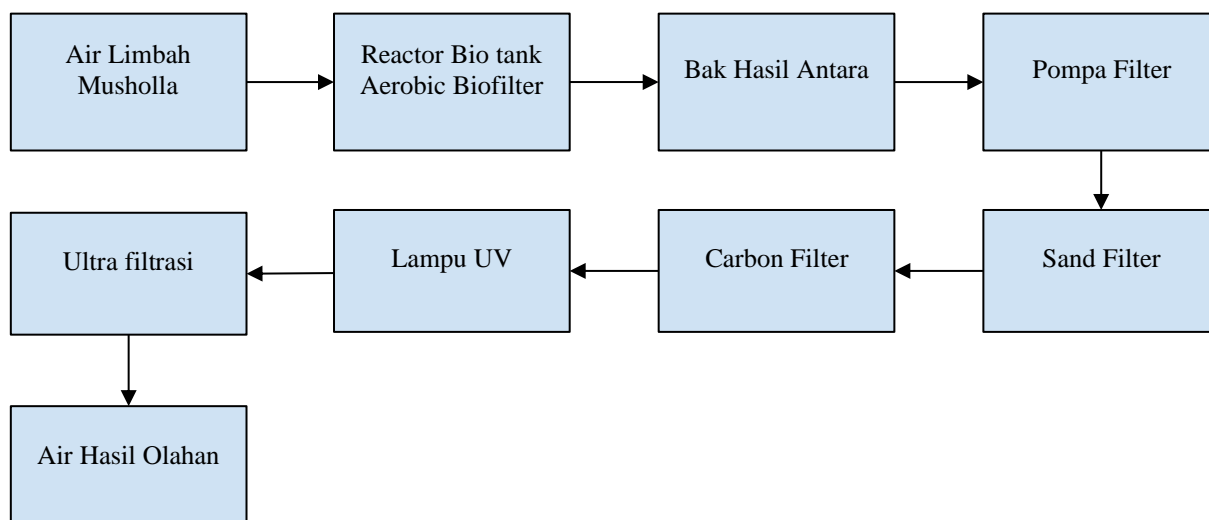 Air Limbah
Musholla
Reactor Bio tank
Aerobic Biofilter
Bak Hasil Antara
Pompa Filter
Sand Filter
Carbon Filter
Lampu UV
Ultra filtrasi
Air Hasil Olahan